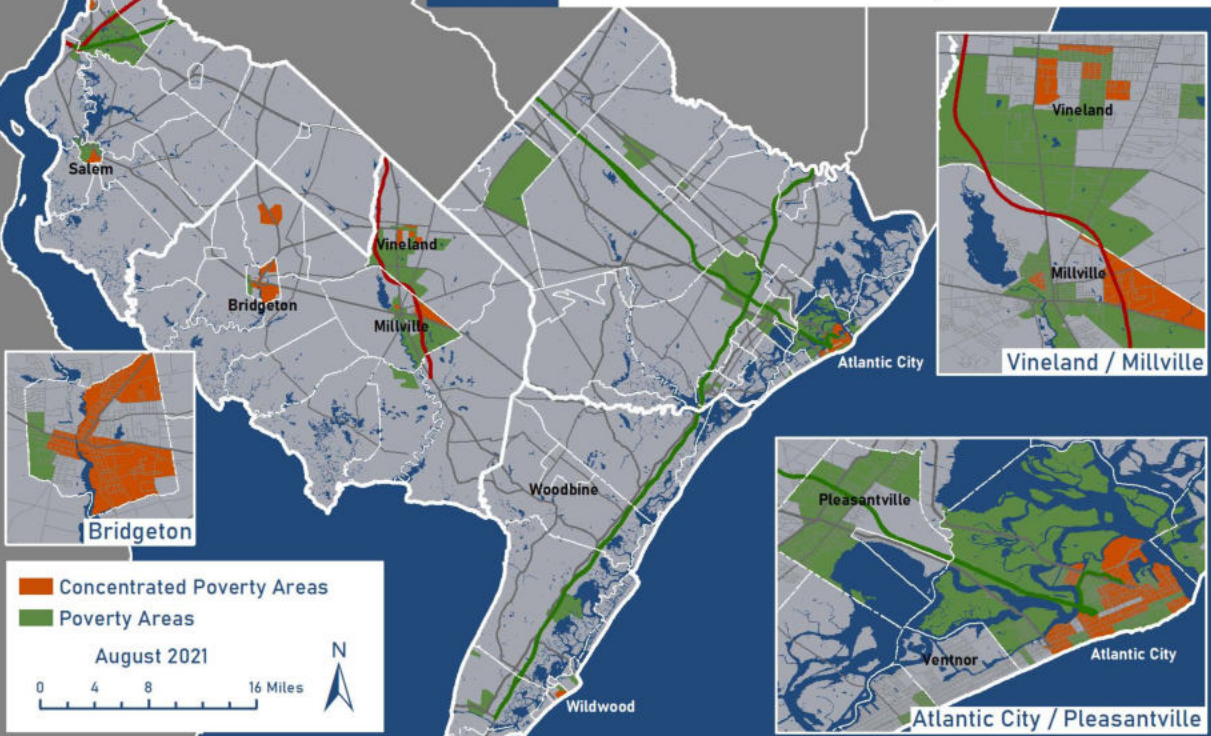 Salem
Vineland
Bridgeton
Millville
Atlantic City
Woodbine
Wildwood
Vineland
Millville
Vineland / Millville
Bridgeton
Pleasantville
Ventnor
Atlantic City
Atlantic City / Pleasantville
Concentrated Poverty Areas
Poverty Areas
August 2021
N
0 4 8 16 Miles